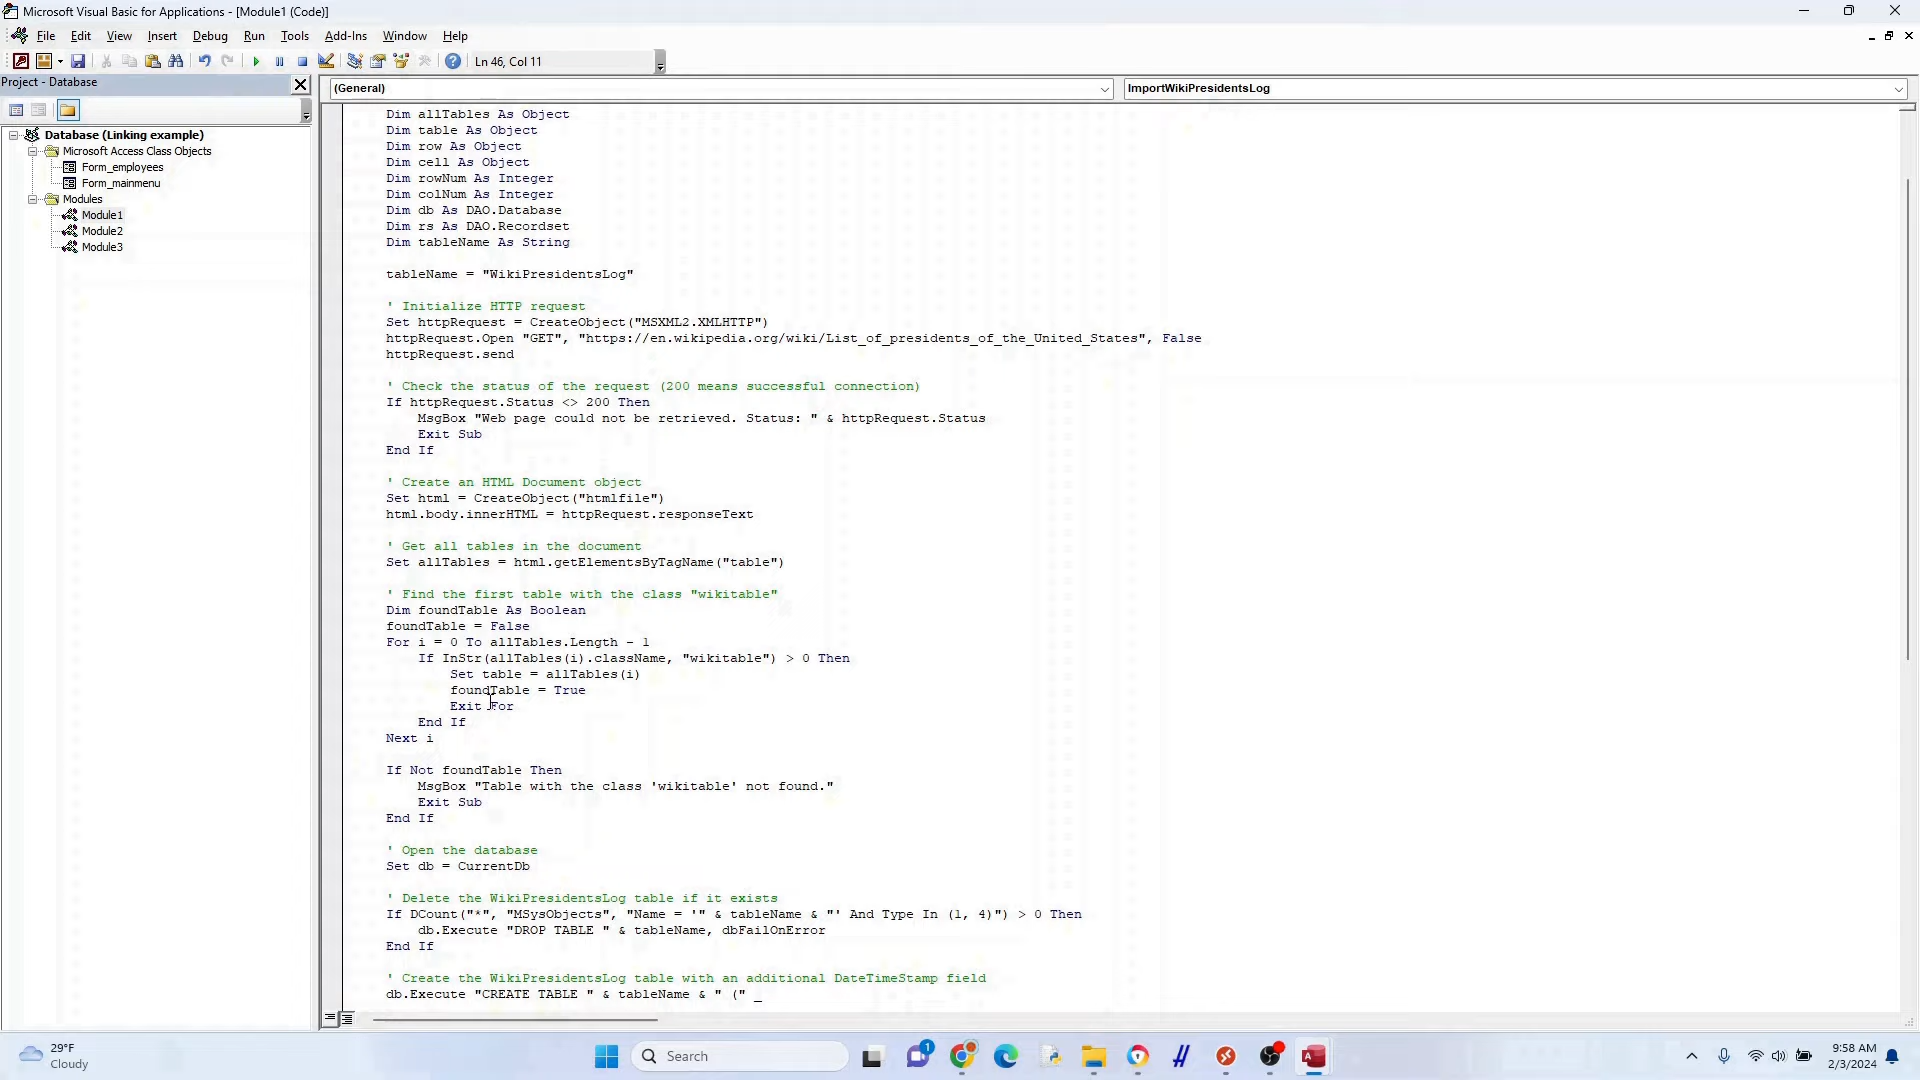 Microsoft Visual Basic for Applications - [Module1 (Code)]
File Edit View Insert Debug Run Tools Add-Ins Window Help
Ln 46, Col 11
Project - Database
(General)
ImportWikiPresidentsLog
Database (Linking example)
Microsoft Access Class Objects
Form_employees
Form_mainmenu
Modules
Module1
Module2
Module3
Dim allTables As Object
Dim table As Object
Dim row As Object
Dim cell As Object
Dim rowNum As Integer
Dim colNum As Integer
Dim db As DAO.Database
Dim rs As DAO.Recordset
Dim tableName As String
tableName = "WikiPresidentsLog"
' Initialize HTTP request
Set httpRequest = CreateObject("MSXML2.XMLHTTP")
httpRequest.Open "GET", "https://en.wikipedia.org/wiki/List_of_presidents_of_the_United_States", False
httpRequest.send
' Check the status of the request (200 means successful connection)
If httpRequest.Status <> 200 Then
MsgBox "Web page could not be retrieved. Status: " & httpRequest.Status
Exit Sub
End If
' Create an HTML Document object
Set html = CreateObject("htmlfile")
html.body.innerHTML = httpRequest.responseText
' Get all tables in the document
Set allTables = html.getElementsByTagName("table")
' Find the first table with the class "wikitable"
Dim foundTable As Boolean
foundTable = False
For i = 0 To allTables.Length - 1
If InStr(allTables(i).className, "wikitable") > 0 Then
Set table = allTables(i)
foundTable = True
Exit For
End If
Next i
If Not foundTable Then
MsgBox "Table with the class 'wikitable' not found."
Exit Sub
End If
' Open the database
Set db = CurrentDb
' Delete the WikiPresidentsLog table if it exists
If DCount("*", "MSysObjects", "Name = '" & tableName & "' And Type In (1, 4)") > 0 Then
db.Execute "DROP TABLE " & tableName, dbFailOnError
End If
' Create the WikiPresidentsLog table with an additional DateTimeStamp field
db.Execute "CREATE TABLE " & tableName & " (" _
29°F
Cloudy
Search
1
A
9:58 AM
2/3/2024